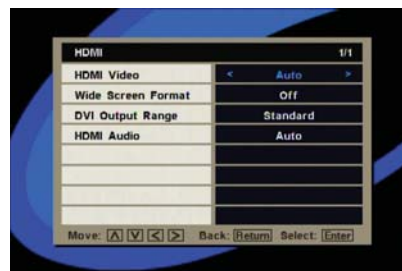 HDMI 1/1
HDMI Video < Auto >
Wide Screen Format Off
DVI Output Range Standard
HDMI Audio Auto
Move: ∧ ∨ < > Back: Return Select: Enter